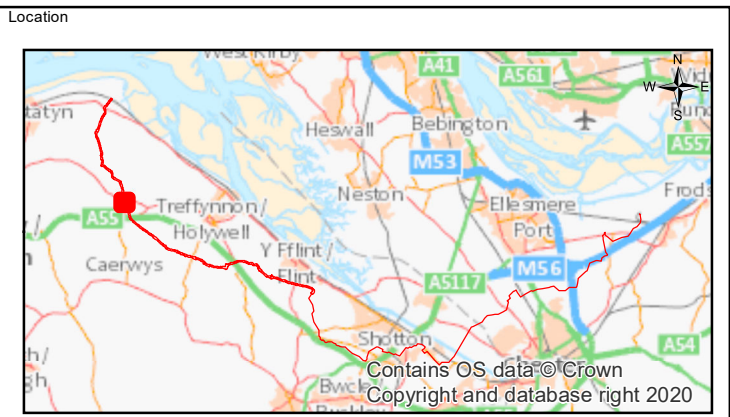 Location
West Kirby
A41
A561
N
W
E
S
tatyn
Heswall
Bebington
A557
M53
Neston
Treffynnon /
Holywell
A55
Ellesmere
Port
Frods
Y Fflint /
Flint
Caerwys
M56
A5117
Shotton
A54
Contains OS data © Crown
Copyright and database right 2020